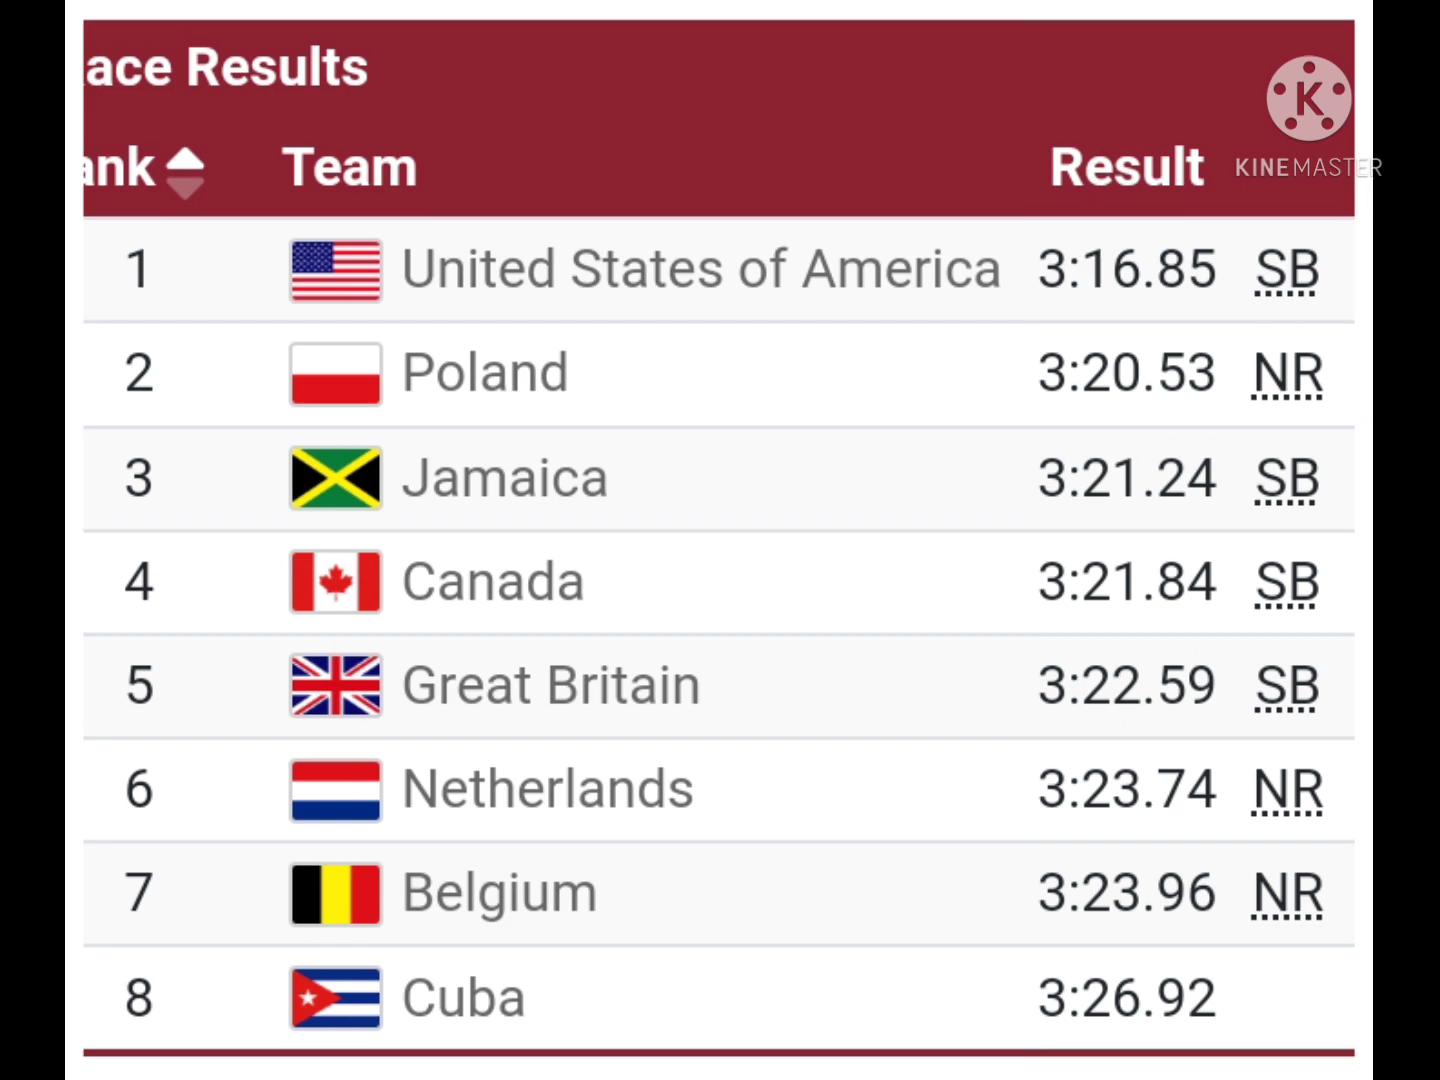 ace Results
ank Team Result
K
KINEMASTER
1 United States of America 3:16.85 SB
2 Poland 3:20.53 NR
3 Jamaica 3:21.24 SB
4 Canada 3:21.84 SB
5 Great Britain 3:22.59 SB
6 Netherlands 3:23.74 NR
7 Belgium 3:23.96 NR
8 Cuba 3:26.92